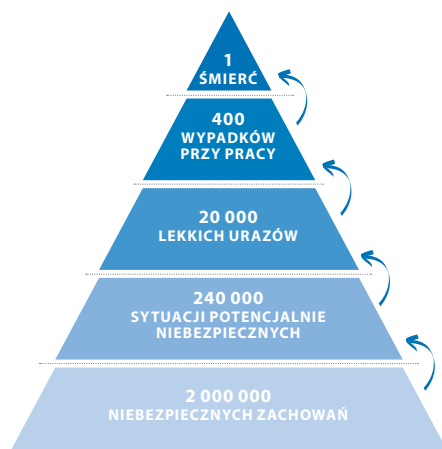 1
ŚMIERĆ
400
WYPADKÓW
PRZY PRACY
20 000
LEKKICH URAZÓW
240 000
SYTUACJI POTENCJALNIE
NIEBEZPIECZNYCH
2 000 000
NIEBEZPIECZNYCH ZACHOWAŃ